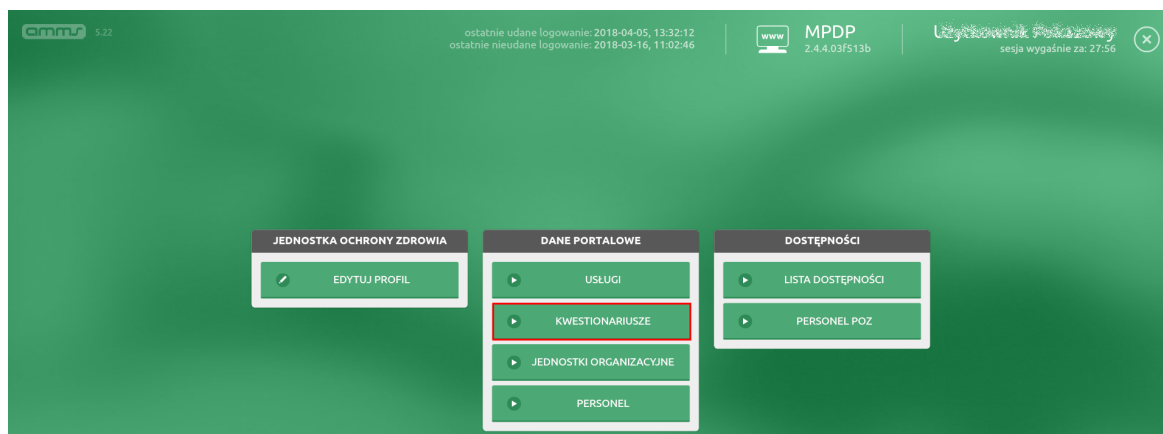 amms 5.22
ostatnie udane logowanie: 2018-04-05, 13:32:12
ostatnie nieudane logowanie: 2018-03-16, 11:02:46
www
MPDP
2.4.4.03f513b
sesja wygaśnie za: 27:56
JEDNOSTKA OCHRONY ZDROWIA
EDYTUJ PROFIL
DANE PORTALOWE
USŁUGI
KWESTIONARIUSZE
JEDNOSTKI ORGANIZACYJNE
PERSONEL
DOSTĘPNOŚCI
LISTA DOSTĘPNOŚCI
PERSONEL POZ